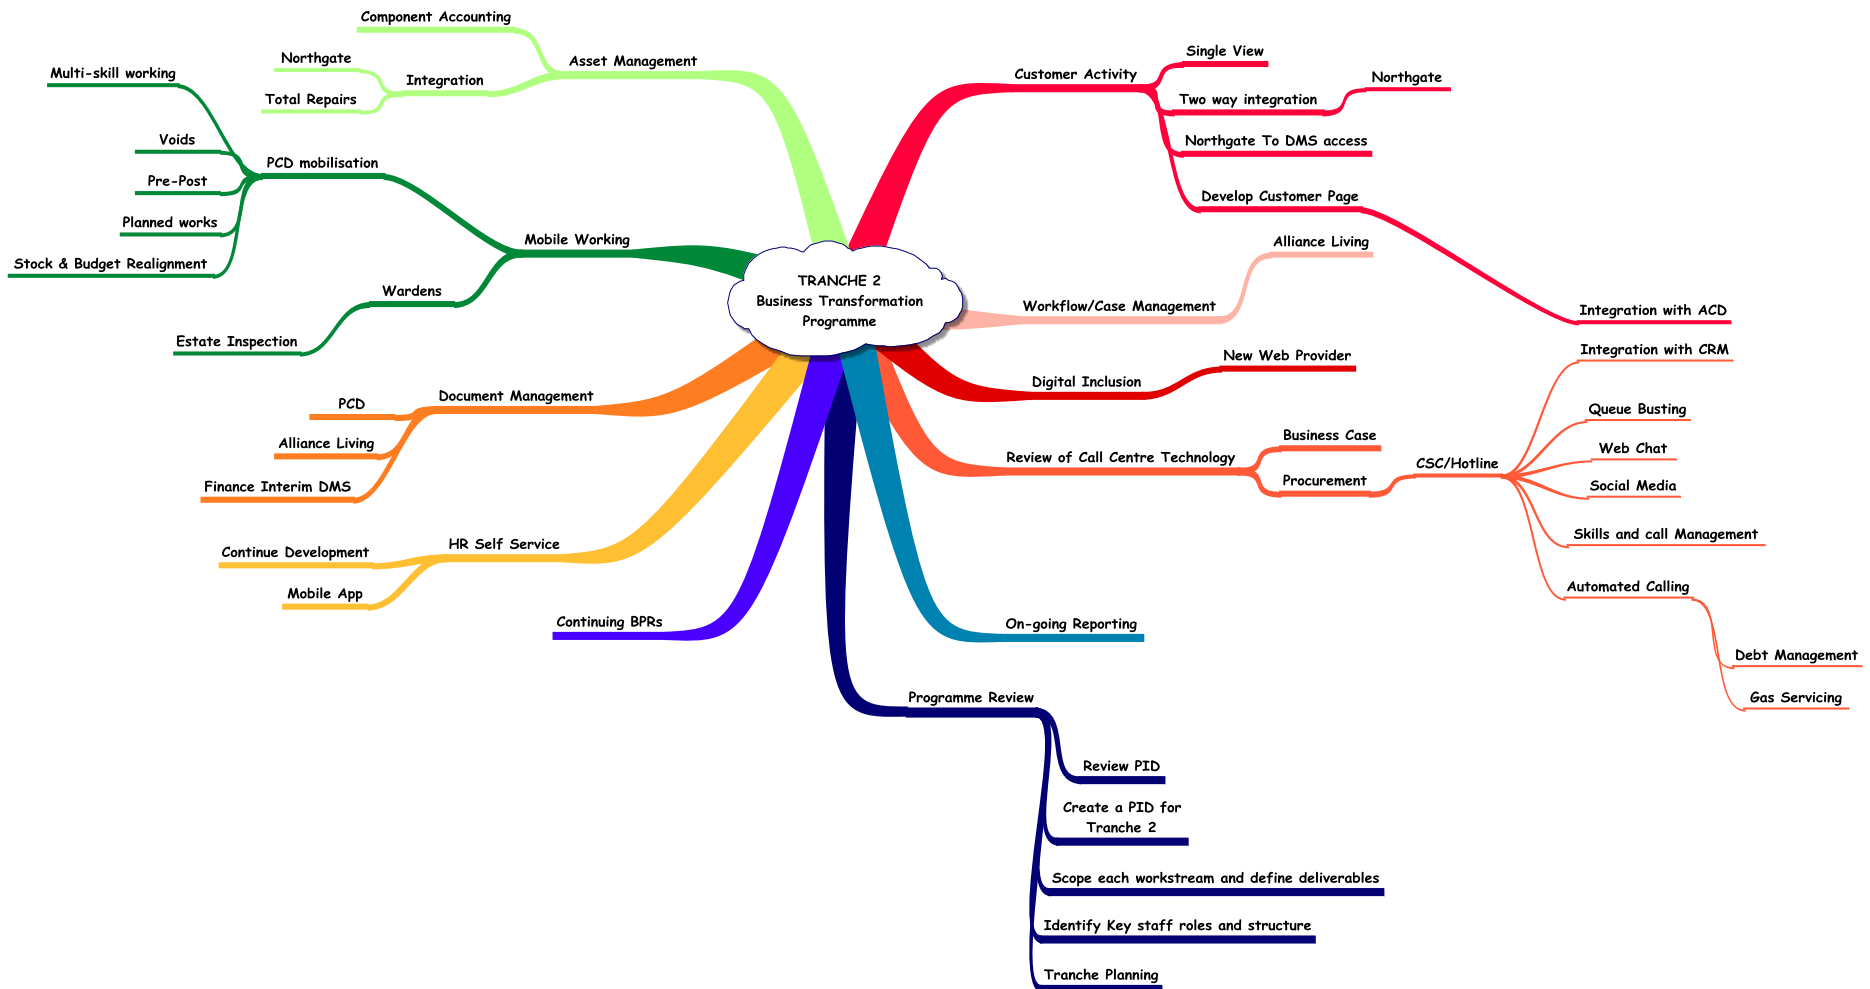 TRANCHE 2
Business Transformation
Programme
Customer Activity
Single View
Two way integration
Northgate
Northgate To DMS access
Develop Customer Page
Integration with ACD
Workflow/Case Management
Alliance Living
Digital Inclusion
New Web Provider
Review of Call Centre Technology
Business Case
Procurement
CSC/Hotline
Integration with CRM
Queue Busting
Web Chat
Social Media
Skills and call Management
Automated Calling
Debt Management
Gas Servicing
On-going Reporting
Programme Review
Review PID
Create a PID for
Tranche 2
Scope each workstream and define deliverables
Identify Key staff roles and structure
Tranche Planning
Continuing BPRs
HR Self Service
Continue Development
Mobile App
Document Management
PCD
Alliance Living
Finance Interim DMS
Mobile Working
PCD mobilisation
Multi-skill working
Voids
Pre-Post
Planned works
Stock & Budget Realignment
Wardens
Estate Inspection
Asset Management
Component Accounting
Integration
Northgate
Total Repairs